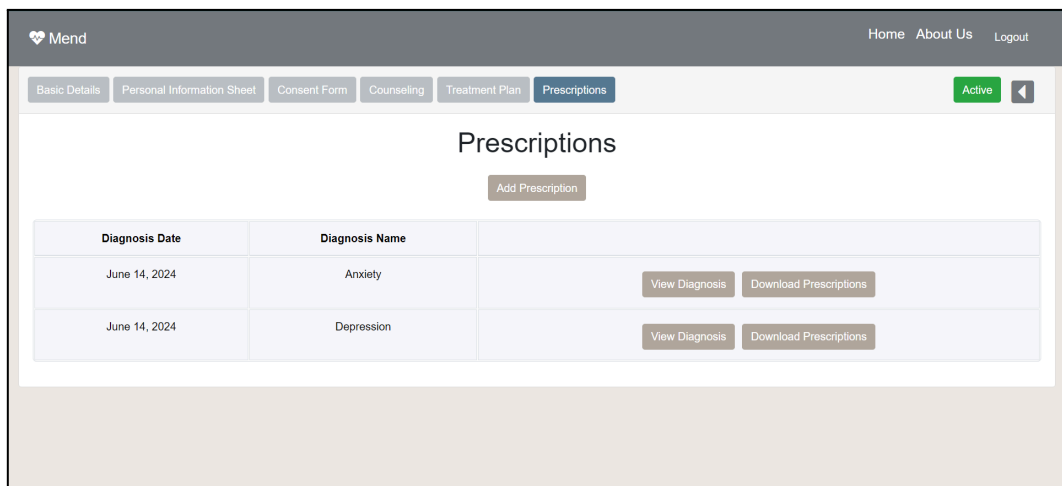 Mend Home About Us Logout
Basic Details Personal Information Sheet Consent Form Counseling Treatment Plan Prescriptions Active
Prescriptions
Add Prescription
Diagnosis Date Diagnosis Name
June 14, 2024 Anxiety View Diagnosis Download Prescriptions
June 14, 2024 Depression View Diagnosis Download Prescriptions